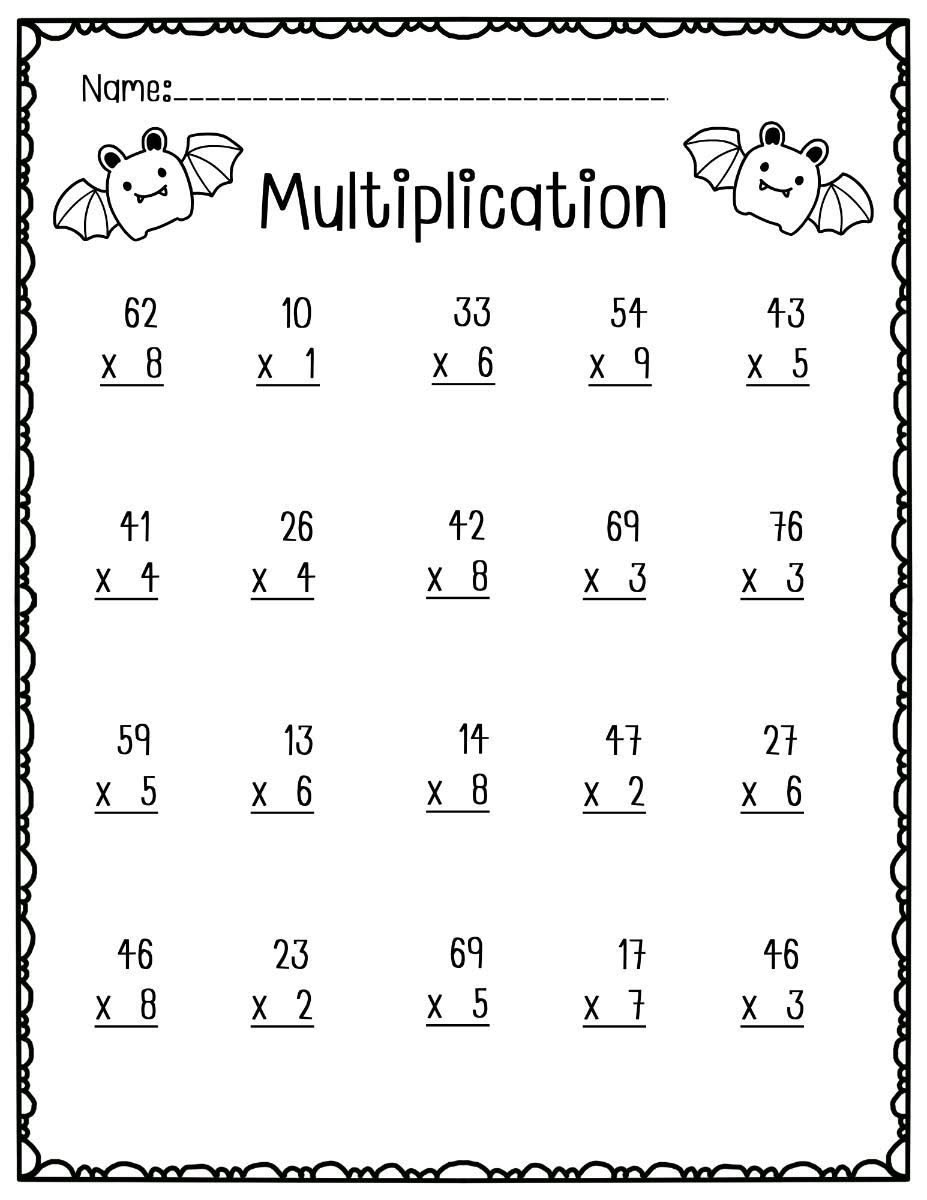 Name:
Multiplication
62 10 33 54 43
x 8 x 1 x 6 x 9 x 5
41 26 42 69 76
x 4 x 4 x 8 x 3 x 3
59 13 14 47 27
x 5 x 6 x 8 x 2 x 6
46 23 69 17 46
x 8 x 2 x 5 x 7 x 3